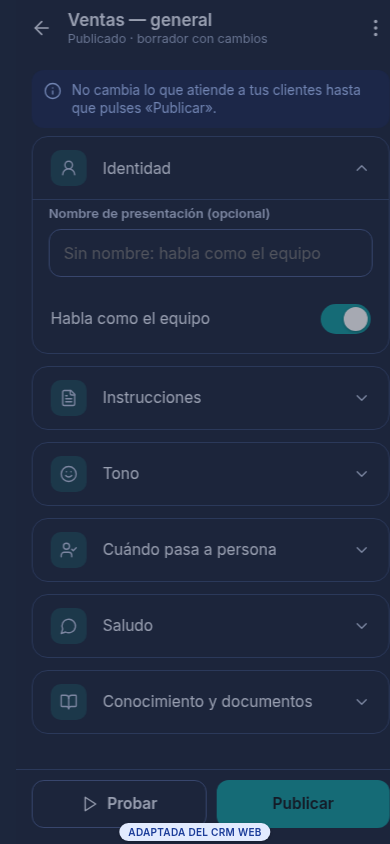 Ventas — general
Publicado · borrador con cambios
No cambia lo que atiende a tus clientes hasta
que pulses «Publicar».
Identidad
Nombre de presentación (opcional)
Sin nombre: habla como el equipo
Habla como el equipo
Instrucciones
Tono
Cuándo pasa a persona
Saludo
Conocimiento y documentos
Probar
Publicar
ADAPTADA DEL CRM WEB